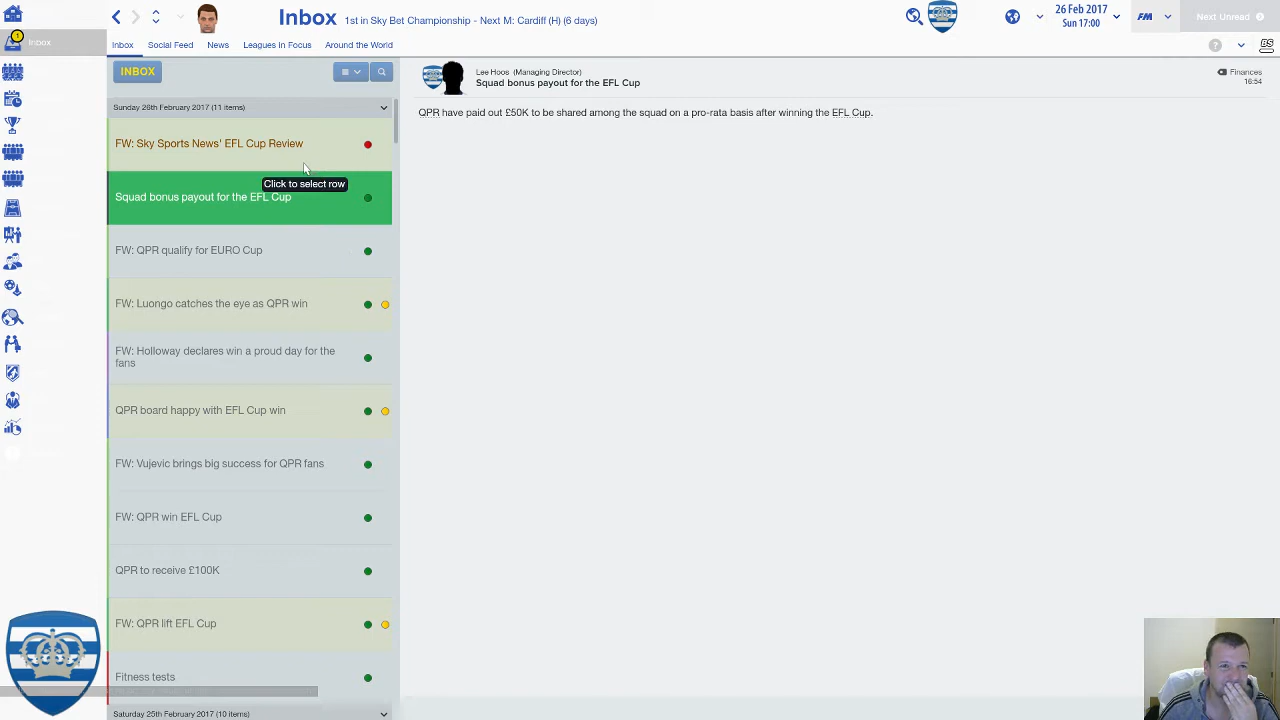 Inbox
1st in Sky Bet Championship - Next M: Cardiff (H) (6 days)
26 Feb 2017
Sun 17:00
FM
Next Unread
1
Inbox
Inbox
Social Feed
News
Leagues in Focus
Around the World
?
INBOX
Sunday 26th February 2017 (11 items)
FW: Sky Sports News' EFL Cup Review
Click to select row
Squad bonus payout for the EFL Cup
FW: QPR qualify for EURO Cup
FW: Luongo catches the eye as QPR win
FW: Holloway declares win a proud day for the
fans
QPR board happy with EFL Cup win
FW: Vujevic brings big success for QPR fans
FW: QPR win EFL Cup
QPR to receive £100K
FW: QPR lift EFL Cup
Fitness tests
Saturday 25th February 2017 (10 items)
Lee Hoos (Managing Director)
Squad bonus payout for the EFL Cup
Finances
16:54
QPR have paid out £50K to be shared among the squad on a pro-rata basis after winning the EFL Cup.